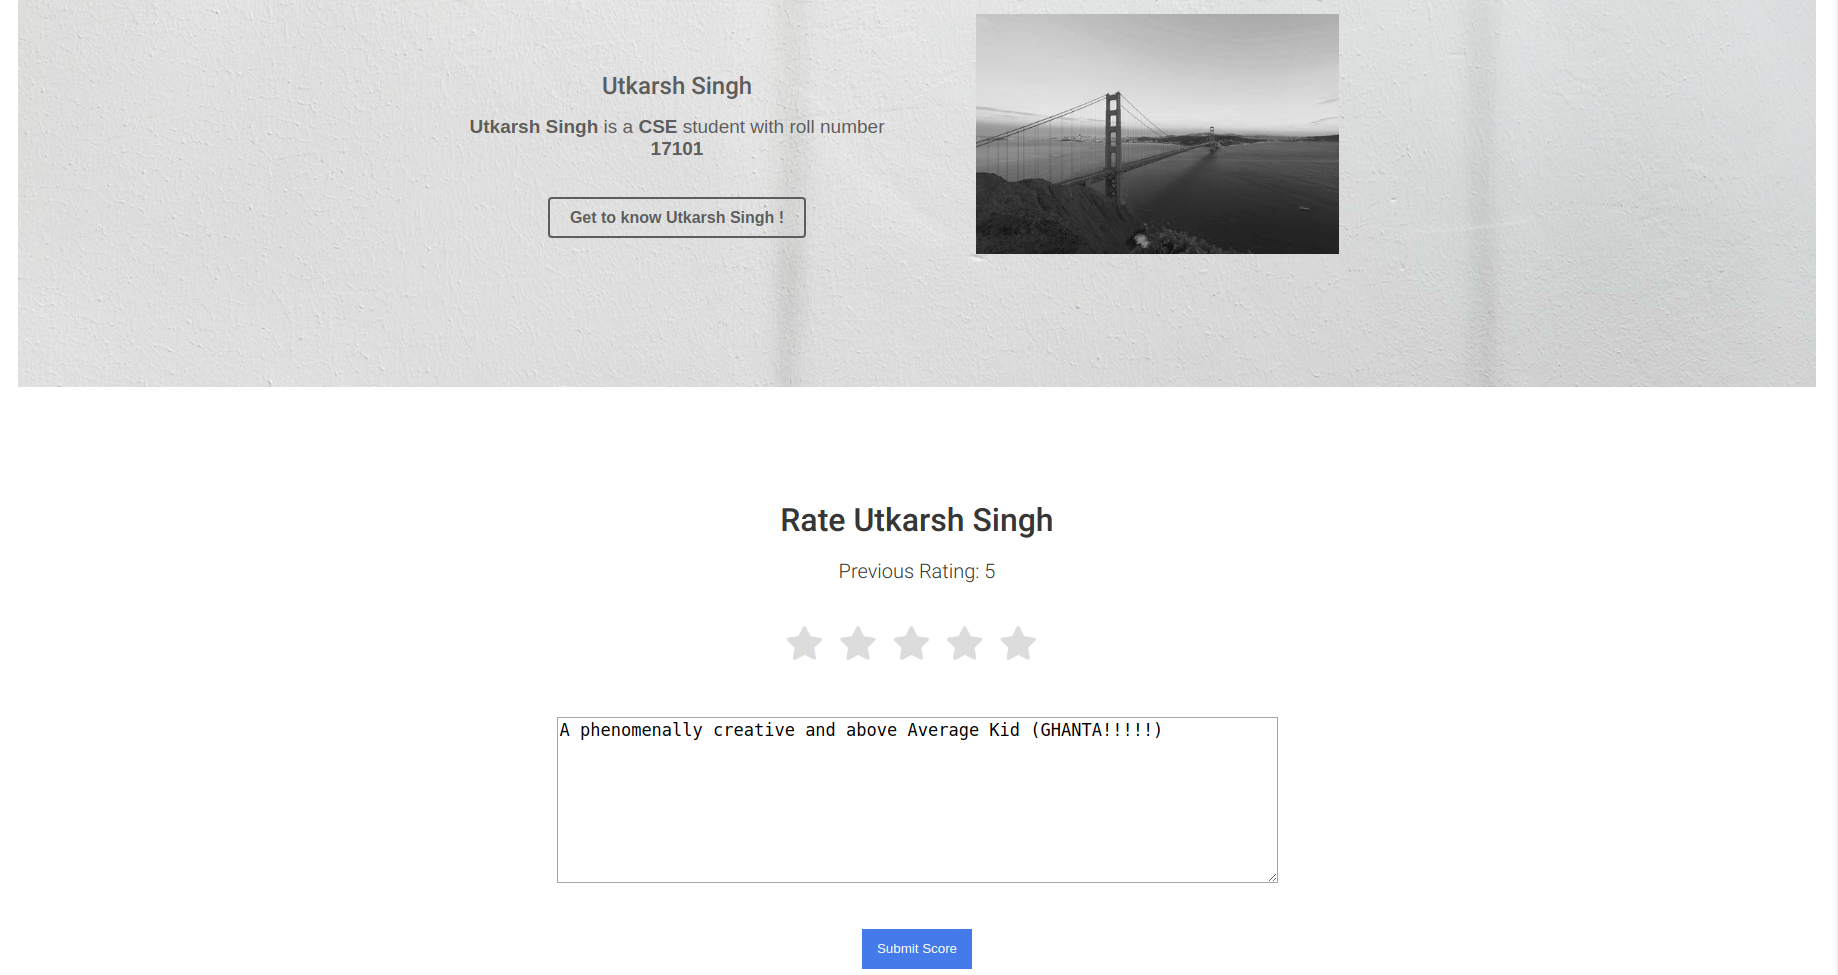 Utkarsh Singh
Utkarsh Singh is a CSE student with roll number
17101
Get to know Utkarsh Singh !
Rate Utkarsh Singh
Previous Rating: 5
A phenomenally creative and above Average Kid (GHANTA!!!!!)
Submit Score